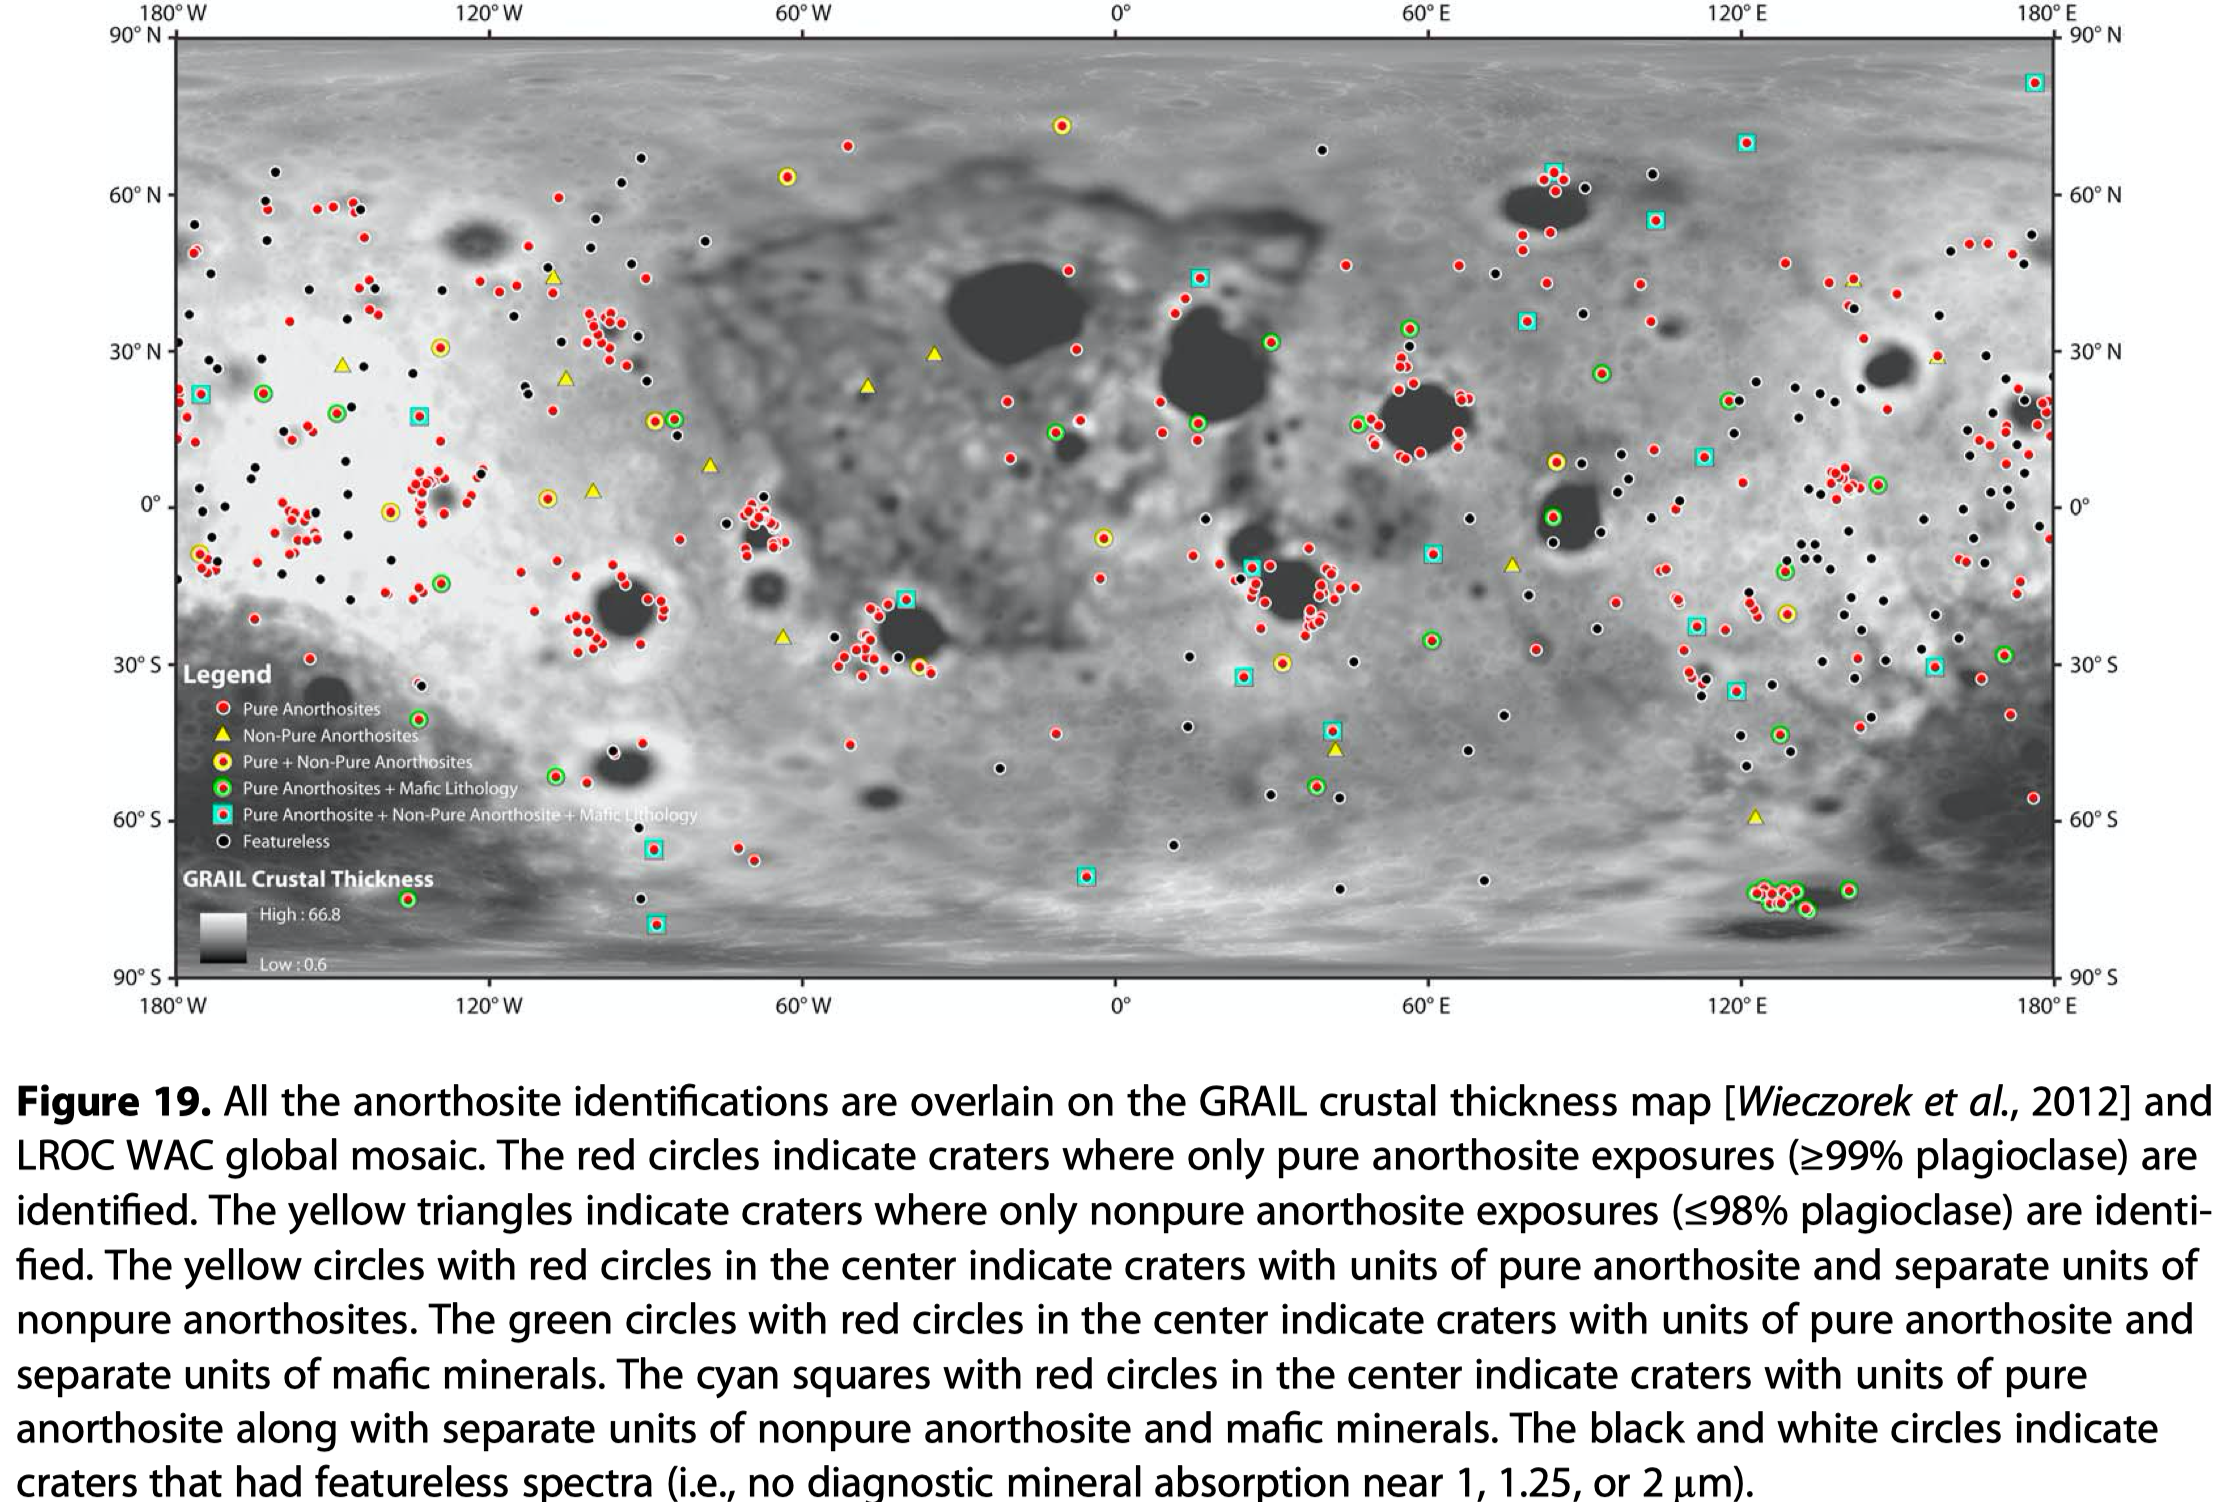 180° W 120° W 60° W 0° 60° E 120° E 180° E
90° N 90° N
60° N 60° N
30° N 30° N
0° 0°
30° S 30° S
Legend
Pure Anorthosites
Non-Pure Anorthosites
Pure + Non-Pure Anorthosites
Pure Anorthosites + Mafic Lithology
Pure Anorthosite + Non-Pure Anorthosite + Mafic Lithology
60° S 60° S
Featureless
GRAIL Crustal Thickness
High : 66.8
Low : 0.6
90° S 90° S
180° W 120° W 60° W 0° 60° E 120° E 180° E
Figure 19. All the anorthosite identifications are overlain on the GRAIL crustal thickness map [Wieczorek et al., 2012] and
LROC WAC global mosaic. The red circles indicate craters where only pure anorthosite exposures (≥99% plagioclase) are
identified. The yellow triangles indicate craters where only nonpure anorthosite exposures (≤98% plagioclase) are identi-
fied. The yellow circles with red circles in the center indicate craters with units of pure anorthosite and separate units of
nonpure anorthosites. The green circles with red circles in the center indicate craters with units of pure anorthosite and
separate units of mafic minerals. The cyan squares with red circles in the center indicate craters with units of pure
anorthosite along with separate units of nonpure anorthosite and mafic minerals. The black and white circles indicate
craters that had featureless spectra (i.e., no diagnostic mineral absorption near 1, 1.25, or 2 μm).